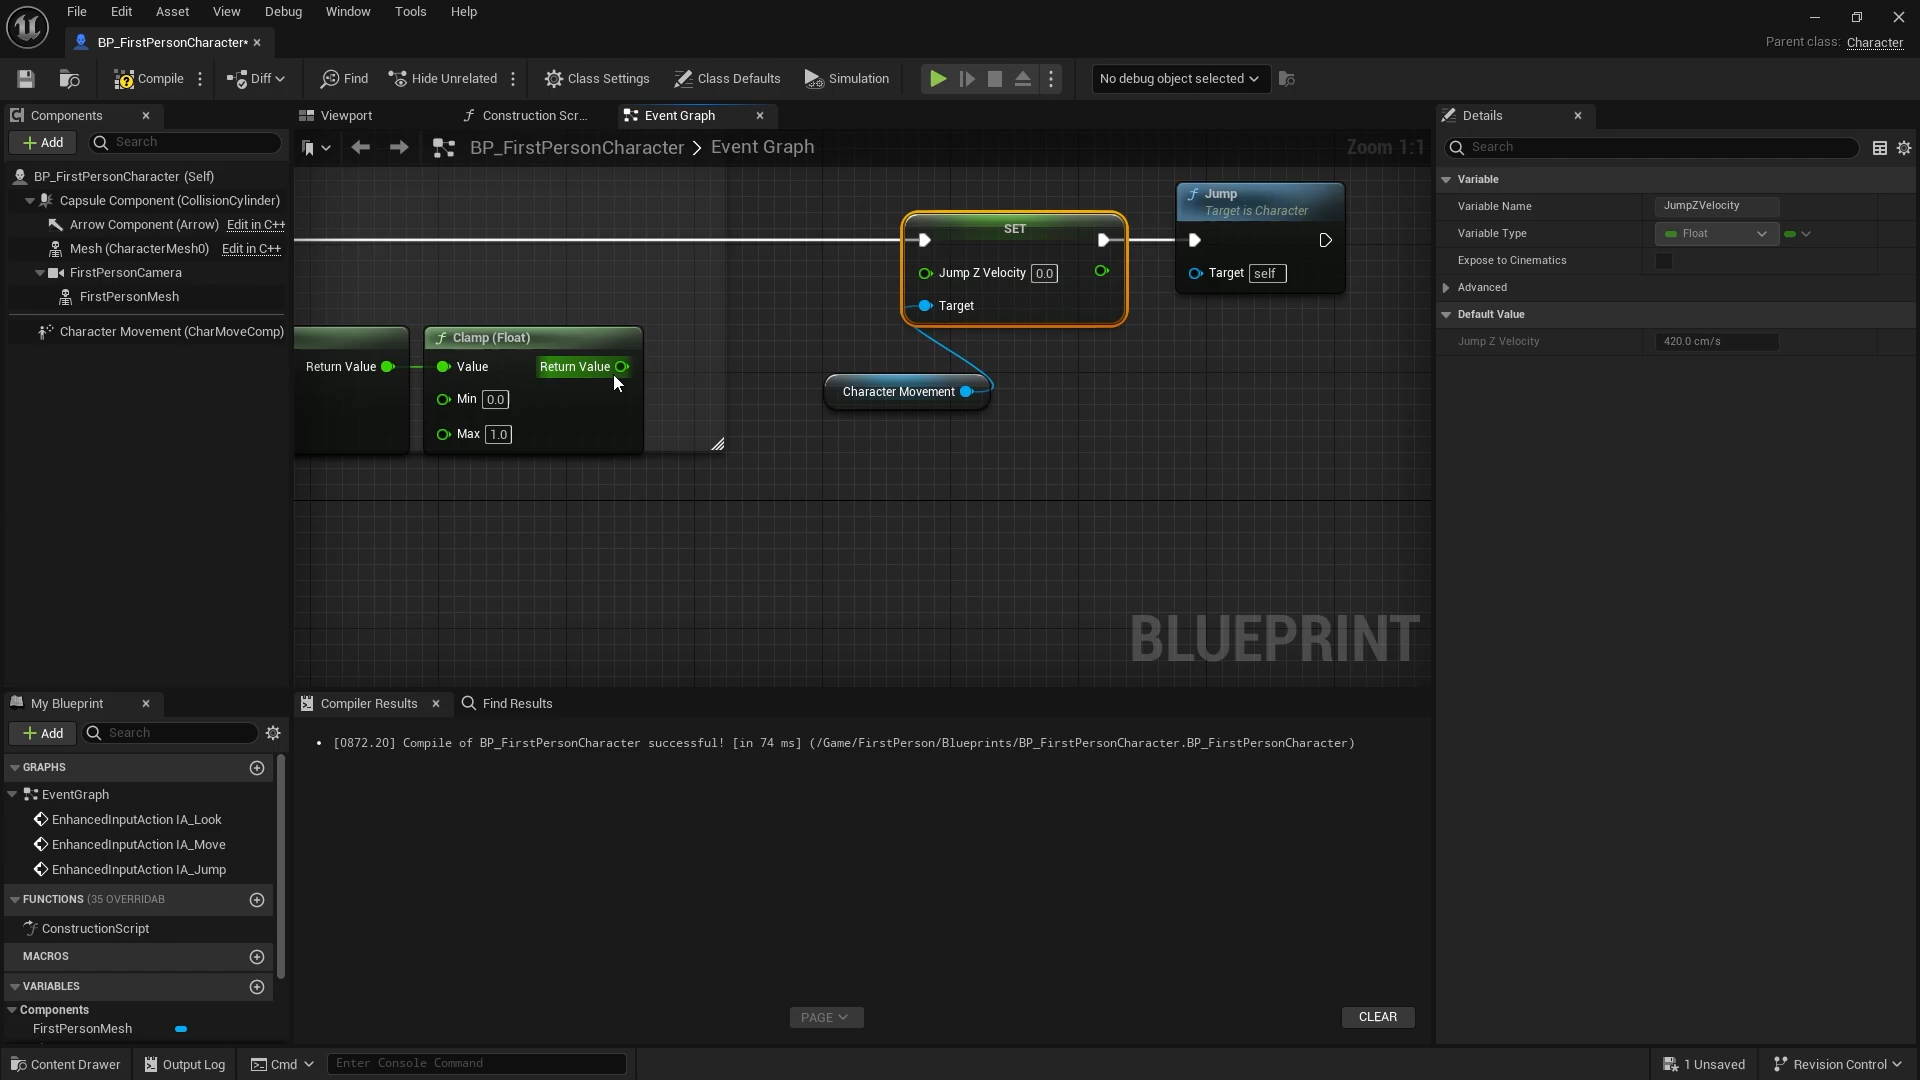 File Edit Asset View Debug Window Tools Help
BP_FirstPersonCharacter*
Parent class: Character
Compile
Diff
Find
Hide Unrelated
Class Settings
Class Defaults
Simulation
No debug object selected
Components
Add
Search
BP_FirstPersonCharacter (Self)
Capsule Component (CollisionCylinder)
Arrow Component (Arrow) Edit in C++
Mesh (CharacterMesh0) Edit in C++
FirstPersonCamera
FirstPersonMesh
Character Movement (CharMoveComp)
Viewport
Construction Scr...
Event Graph
BP_FirstPersonCharacter > Event Graph
Zoom 1:1
SET
Jump Z Velocity 0.0
Target
Jump
Target is Character
Target self
Return Value
Clamp (Float)
Value
Return Value
Min 0.0
Max 1.0
Character Movement
BLUEPRINT
Details
Search
Variable
Variable Name JumpZVelocity
Variable Type Float
Expose to Cinematics
Advanced
Default Value
Jump Z Velocity 420.0 cm/s
My Blueprint
Add
Search
GRAPHS
EventGraph
EnhancedInputAction IA_Look
EnhancedInputAction IA_Move
EnhancedInputAction IA_Jump
FUNCTIONS (35 OVERRIDAB
ConstructionScript
MACROS
VARIABLES
Components
FirstPersonMesh
Compiler Results
Find Results
[0872.20] Compile of BP_FirstPersonCharacter successful! [in 74 ms] (/Game/FirstPerson/Blueprints/BP_FirstPersonCharacter.BP_FirstPersonCharacter)
PAGE
CLEAR
Content Drawer
Output Log
Cmd
Enter Console Command
1 Unsaved
Revision Control